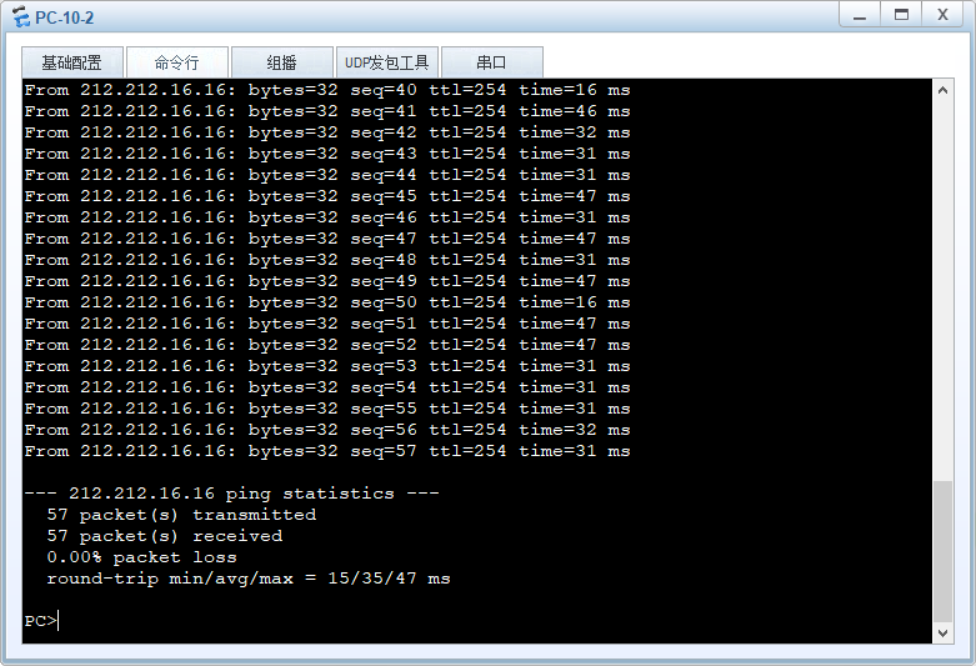 PC-10-2
基础配置 命令行 组播 UDP发包工具 串口
From 212.212.16.16: bytes=32 seq=40 ttl=254 time=16 ms
From 212.212.16.16: bytes=32 seq=41 ttl=254 time=46 ms
From 212.212.16.16: bytes=32 seq=42 ttl=254 time=32 ms
From 212.212.16.16: bytes=32 seq=43 ttl=254 time=31 ms
From 212.212.16.16: bytes=32 seq=44 ttl=254 time=31 ms
From 212.212.16.16: bytes=32 seq=45 ttl=254 time=47 ms
From 212.212.16.16: bytes=32 seq=46 ttl=254 time=31 ms
From 212.212.16.16: bytes=32 seq=47 ttl=254 time=47 ms
From 212.212.16.16: bytes=32 seq=48 ttl=254 time=31 ms
From 212.212.16.16: bytes=32 seq=49 ttl=254 time=47 ms
From 212.212.16.16: bytes=32 seq=50 ttl=254 time=16 ms
From 212.212.16.16: bytes=32 seq=51 ttl=254 time=47 ms
From 212.212.16.16: bytes=32 seq=52 ttl=254 time=47 ms
From 212.212.16.16: bytes=32 seq=53 ttl=254 time=31 ms
From 212.212.16.16: bytes=32 seq=54 ttl=254 time=31 ms
From 212.212.16.16: bytes=32 seq=55 ttl=254 time=31 ms
From 212.212.16.16: bytes=32 seq=56 ttl=254 time=32 ms
From 212.212.16.16: bytes=32 seq=57 ttl=254 time=31 ms
--- 212.212.16.16 ping statistics ---
57 packet(s) transmitted
57 packet(s) received
0.00% packet loss
round-trip min/avg/max = 15/35/47 ms
PC>